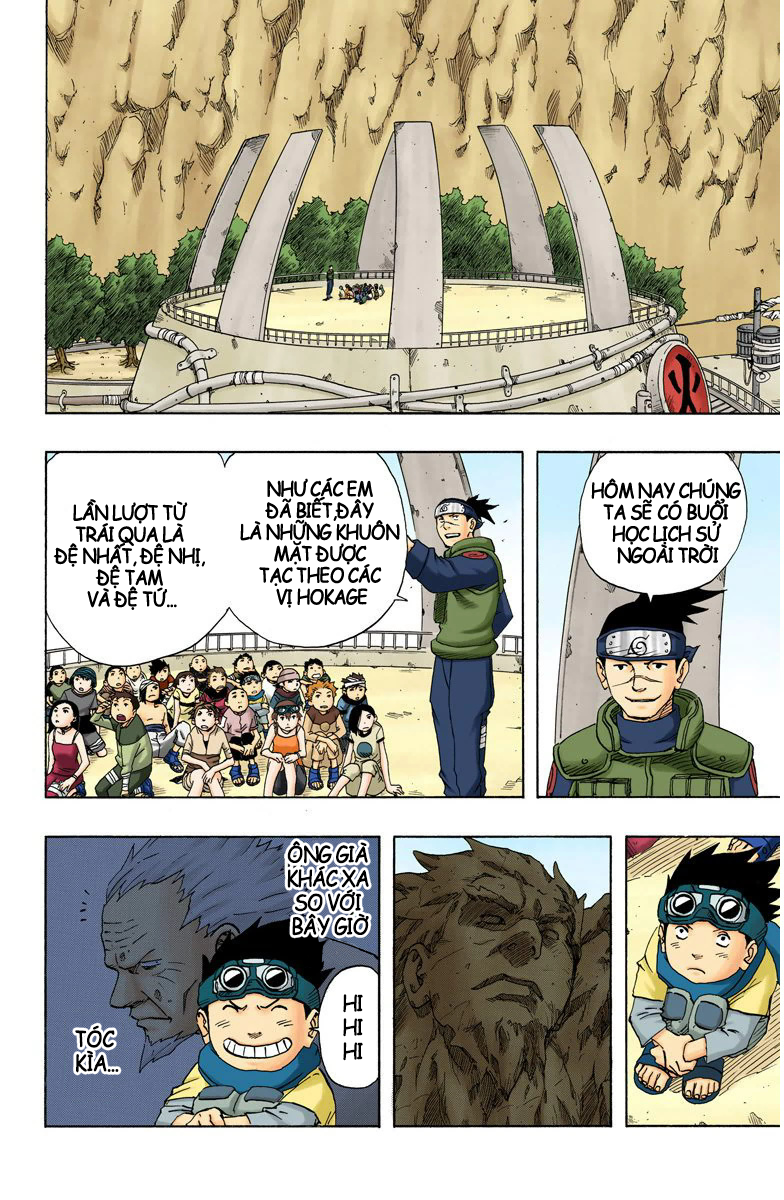 火
HÔM NAY CHÚNG
TA SẼ CÓ BUỔI
HỌC LỊCH SỬ
NGOÀI TRỜI
NHƯ CÁC EM
ĐÃ BIẾT,ĐÂY
LÀ NHỮNG KHUÔN
MẶT ĐƯỢC
TẠC THEO CÁC
VỊ HOKAGE
LẦN LƯỢT TỪ
TRÁI QUA LÀ
ĐỆ NHẤT, ĐỆ NHỊ,
ĐỆ TAM
VÀ ĐỆ TỨ...
ÔNG GIÀ
KHÁC XA
SO VỚI
BÂY GIỜ
HI
HI
HI
TÓC
KÌA...